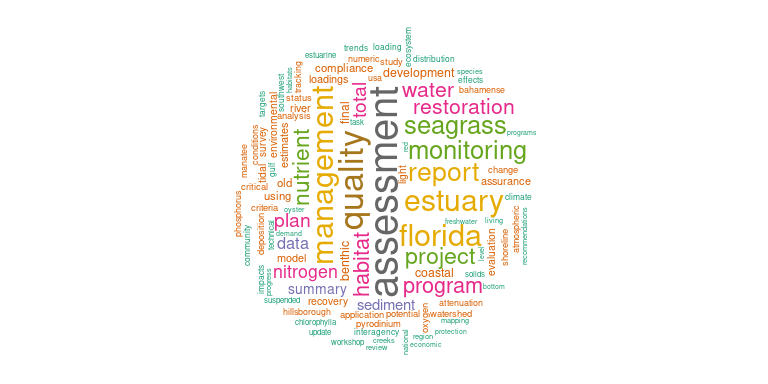 ecosystem
trends
loading
estuarine
numeric
study
distribution
compliance
development
species
tracking
loadings
usa
effects
habitats
southwest
total
water
bahamense
targets
status
river
final
restoration
environmental
analysis
task
management
assessment
seagrass
programs
quality
conditions
survey
estimates
nutrient
red
monitoring
manatee
tidal
gulf
light
report
change
assurance
critical
old
using
estuary
climate
phosphorus
criteria
oyster
plan
freshwater
living
deposition
technical
demand
florida
atmospheric
recommendations
community
data
habitat
shoreline
evaluation
level
model
benthic
project
nitrogen
coastal
solids
impacts
progress
summary
program
bottom
suspended
recovery
sediment
attenuation
hillsborough
application
potential
watershed
chlorophylla
pyrodinium
oxygen
mapping
update
interagency
protection
workshop
creeks
region
review
national
economic